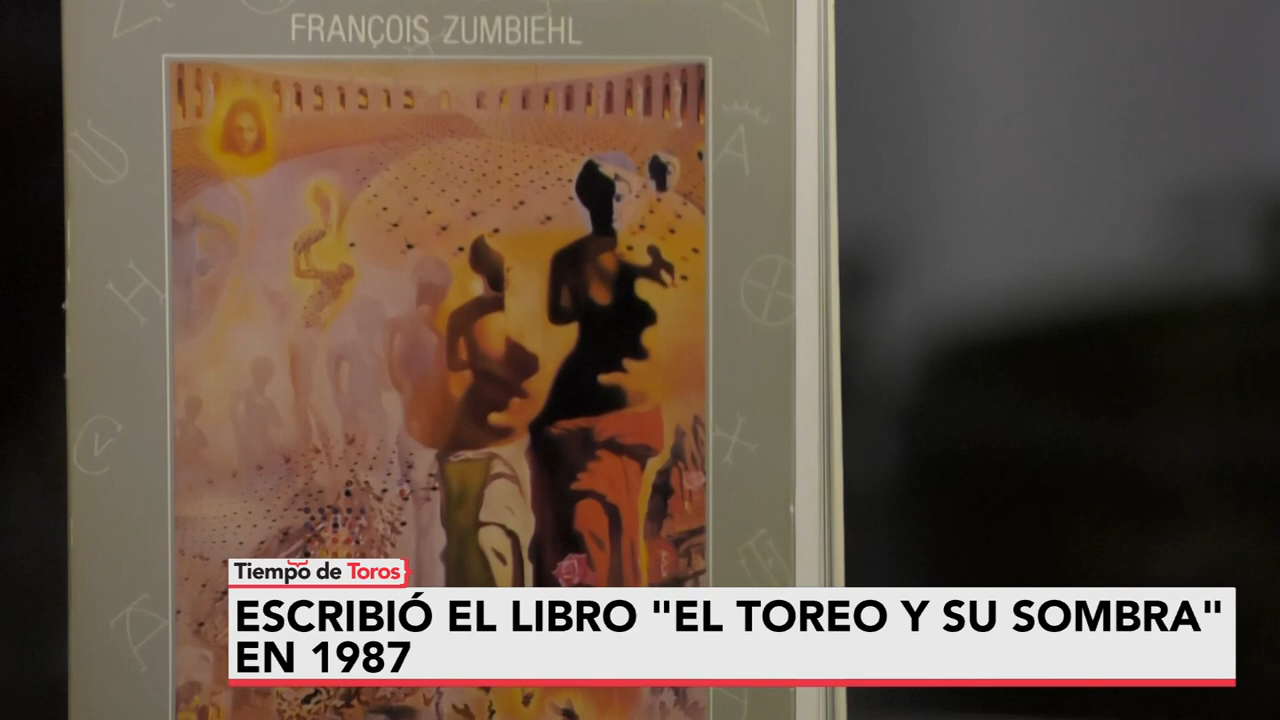 FRANÇOIS ZUMBIEHL
Tiempo de Toros
ESCRIBIÓ EL LIBRO "EL TOREO Y SU SOMBRA"
EN 1987